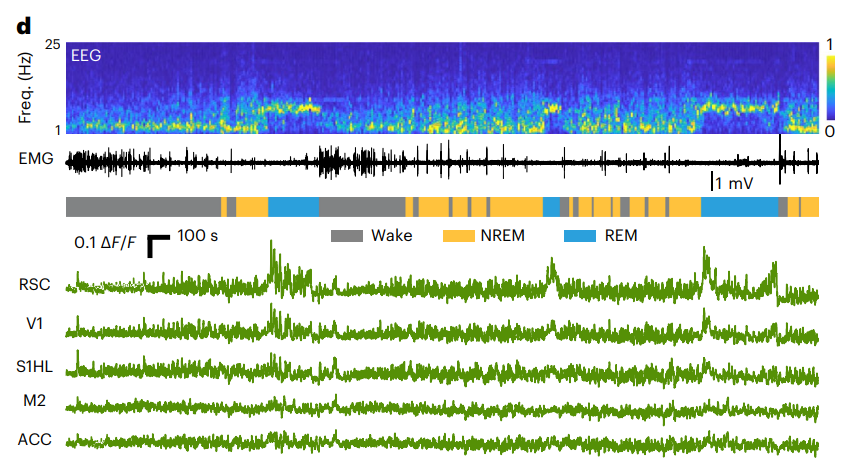 d
25
EEG
1
Freq. (Hz)
1
0
EMG
1 mV
0.1 ΔF/F
100 s
Wake
NREM
REM
RSC
V1
S1HL
M2
ACC